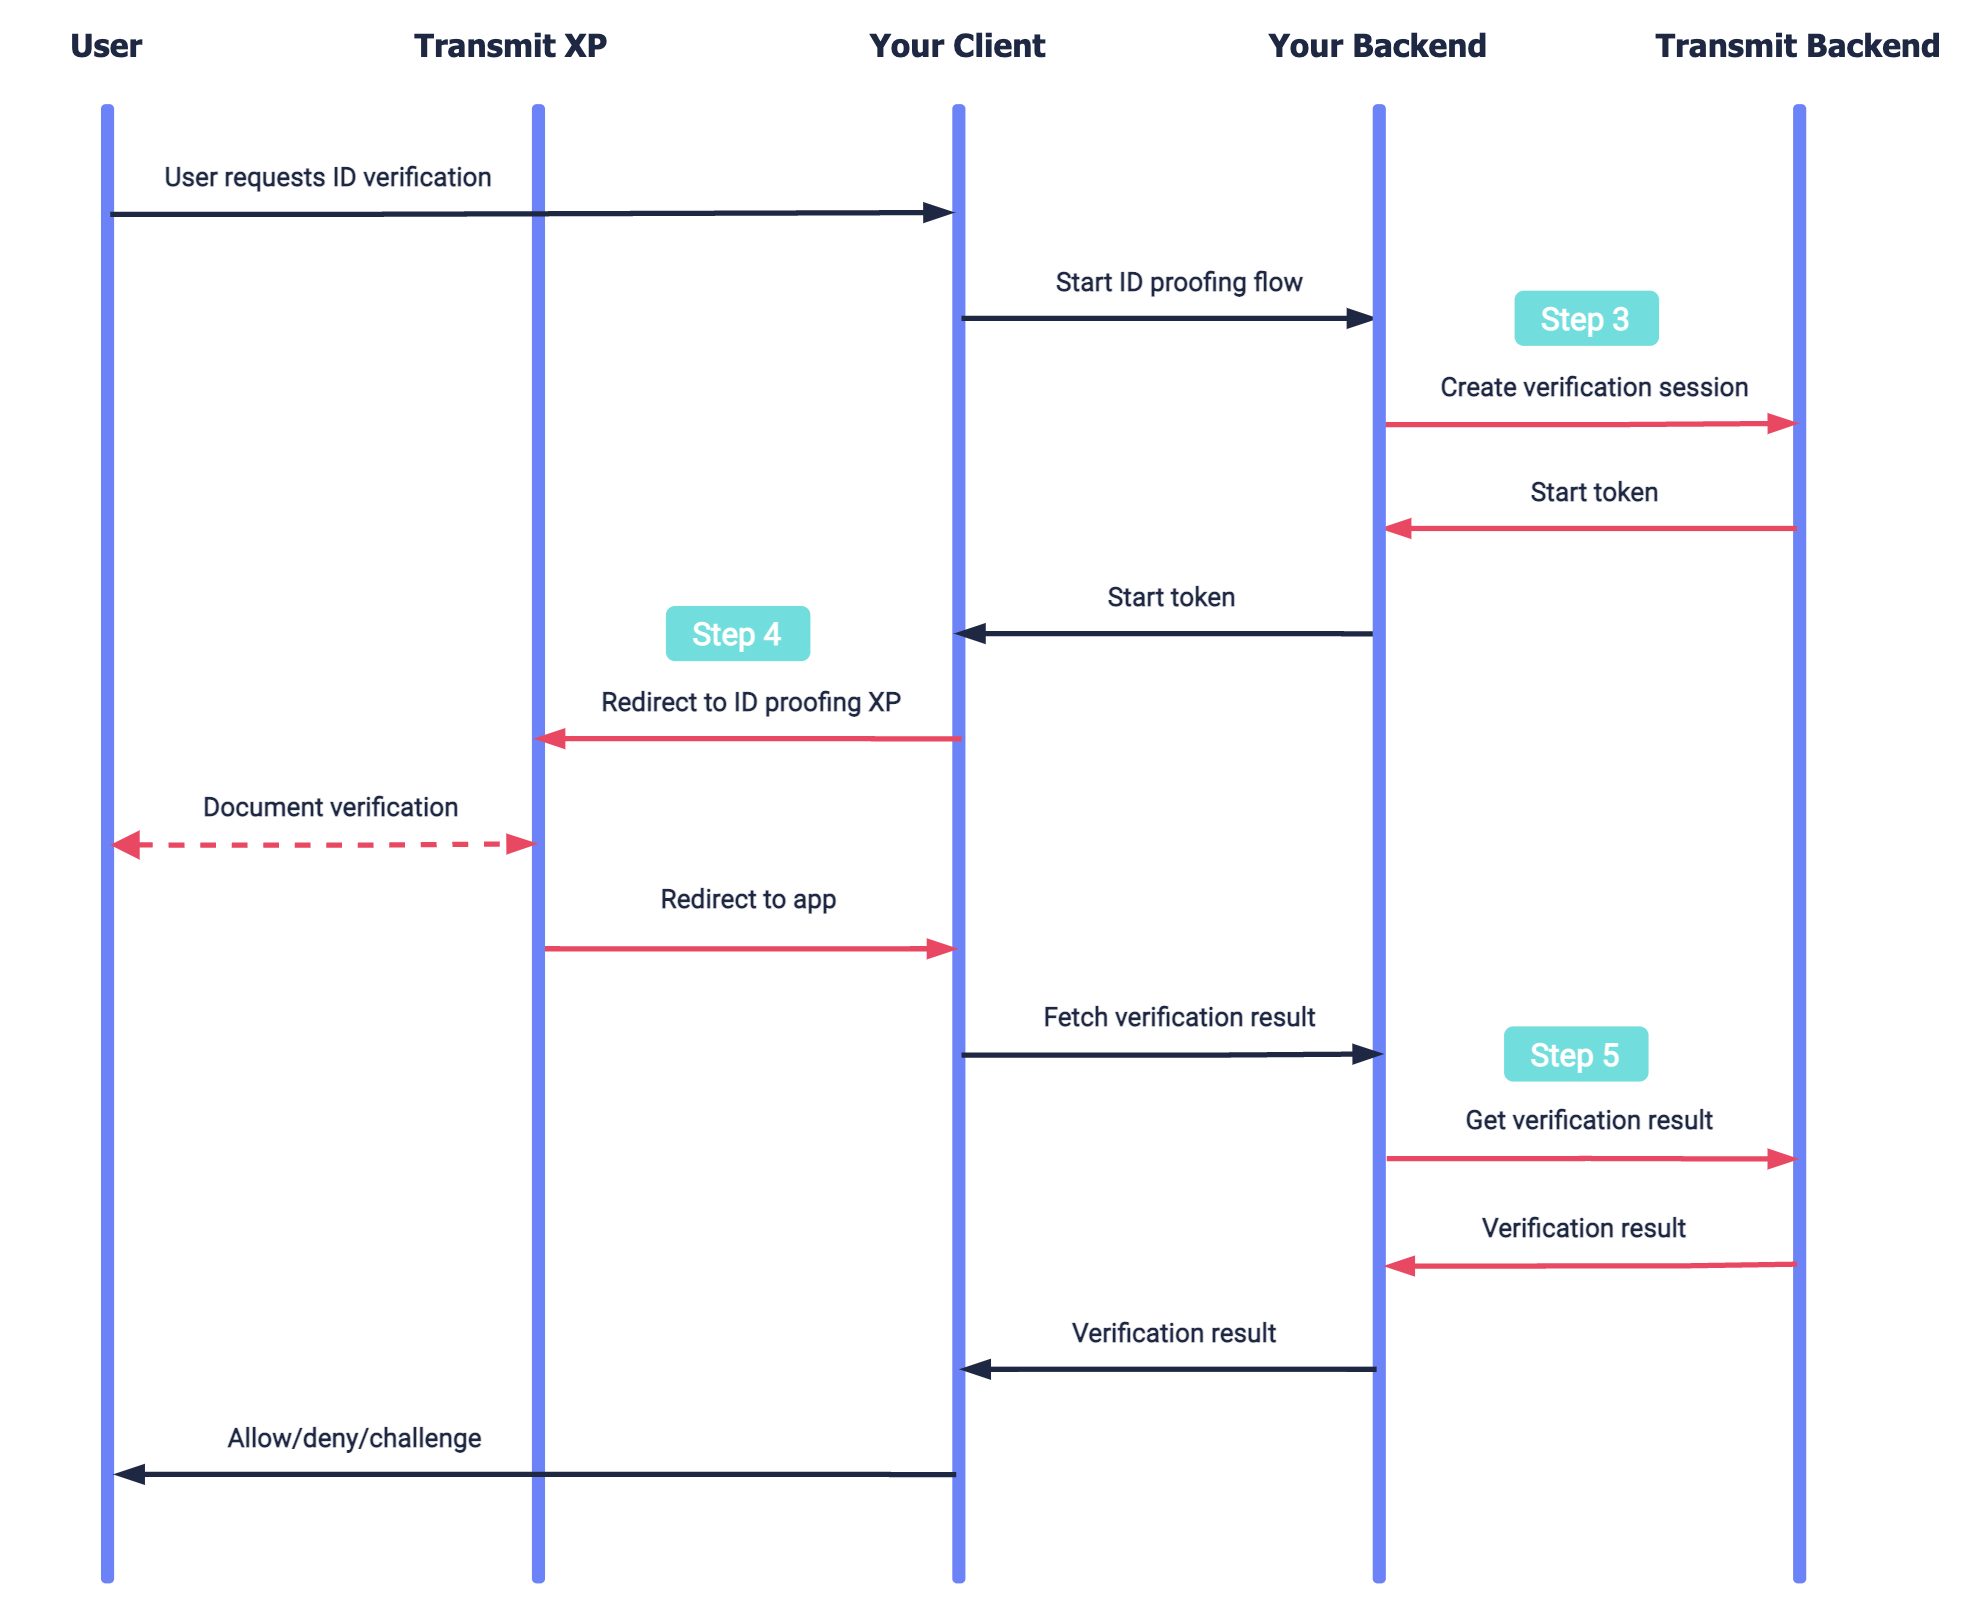 User
Transmit XP
Your Client
Your Backend
Transmit Backend
User requests ID verification
Start ID proofing flow
Step 3
Create verification session
Start token
Start token
Step 4
Redirect to ID proofing XP
Document verification
Redirect to app
Fetch verification result
Step 5
Get verification result
Verification result
Verification result
Allow/deny/challenge